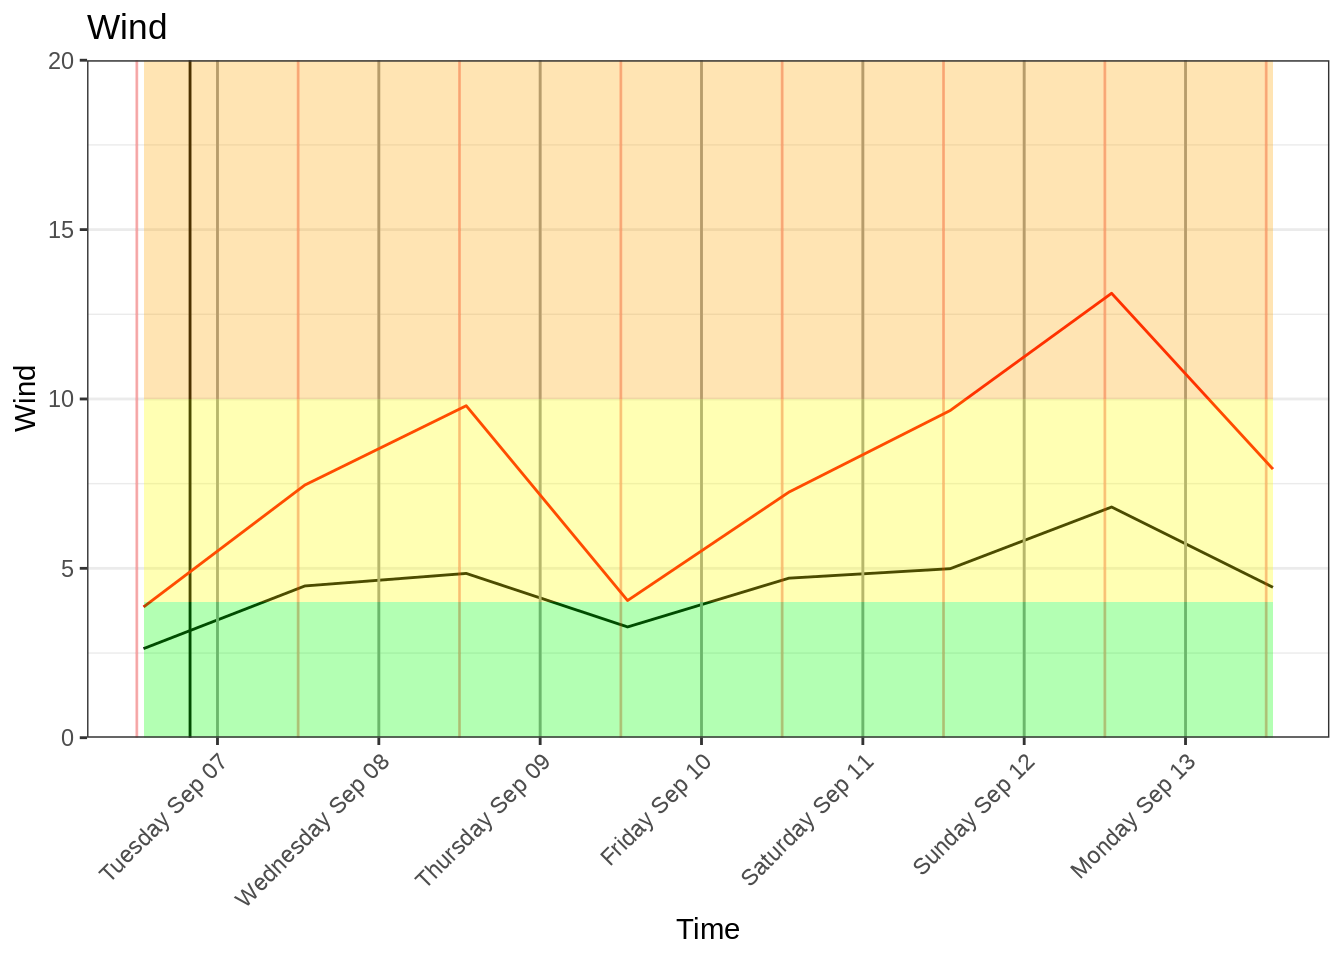 Wind
20
15
10
5
0
Wind
Tuesday Sep 07
Wednesday Sep 08
Thursday Sep 09
Friday Sep 10
Saturday Sep 11
Sunday Sep 12
Monday Sep 13
Time